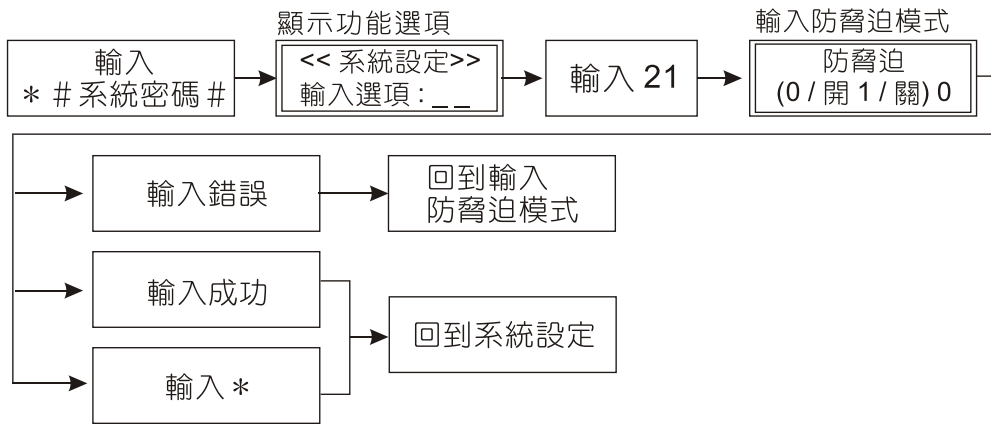 顯示功能選項
輸入防脅迫模式
輸入
＊＃系統密碼＃
<< 系統設定>>
輸入選項：_ _
輸入 21
防脅迫
(0 / 開 1 / 關) 0
輸入錯誤
回到輸入
防脅迫模式
輸入成功
輸入＊
回到系統設定